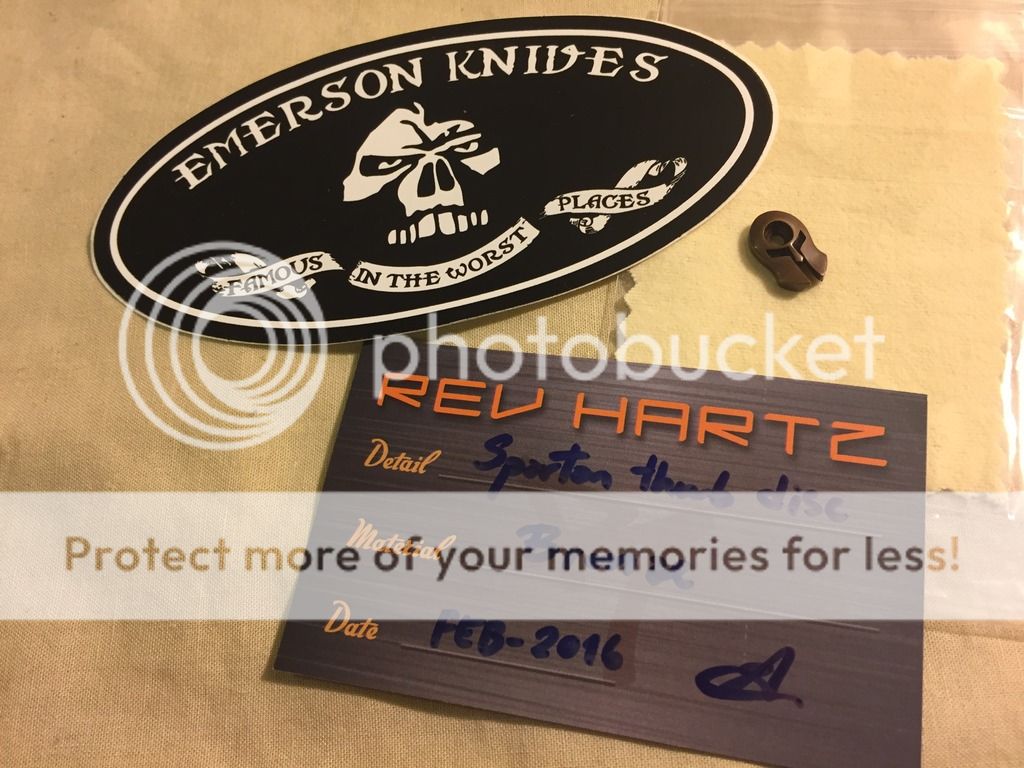 EMERSON KNIVES
FAMOUS IN THE WORST PLACES
photobucket
REV HARTZ
Detail Spartan thumb disc
Protect more of your memories for less!
Material Bronze
Date FEB-2016